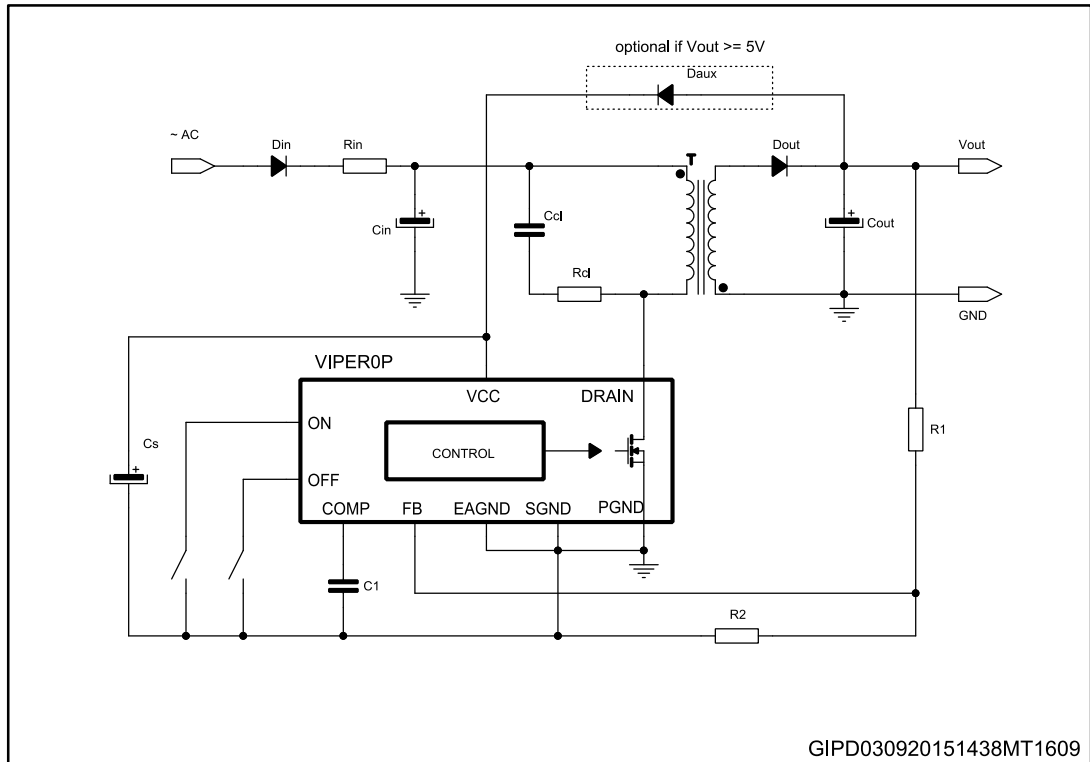 optional if Vout >= 5V
Daux
~ AC
Din
Rin
T
Dout
Vout
Cin
+
Ccl
Rcl
+
Cout
GND
VIPER0P
VCC
DRAIN
ON
Cs
+
CONTROL
R1
OFF
COMP
FB
EAGND
SGND
PGND
C1
R2
GIPD030920151438MT1609